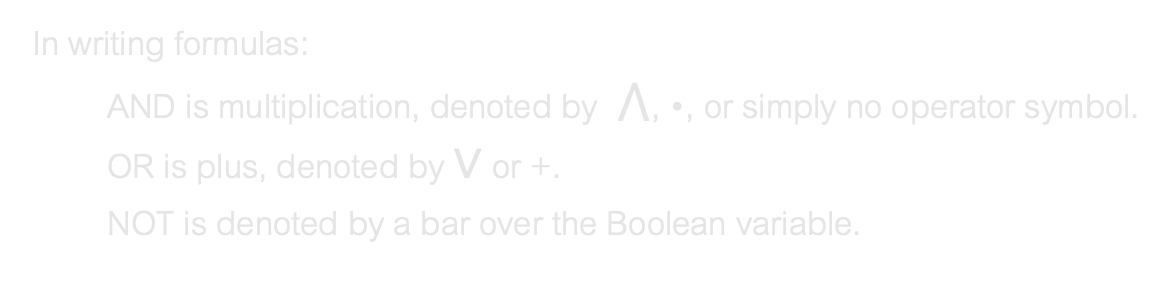 In writing formulas:
AND is multiplication, denoted by Λ, •, or simply no operator symbol.
OR is plus, denoted by V or +.
NOT is denoted by a bar over the Boolean variable.